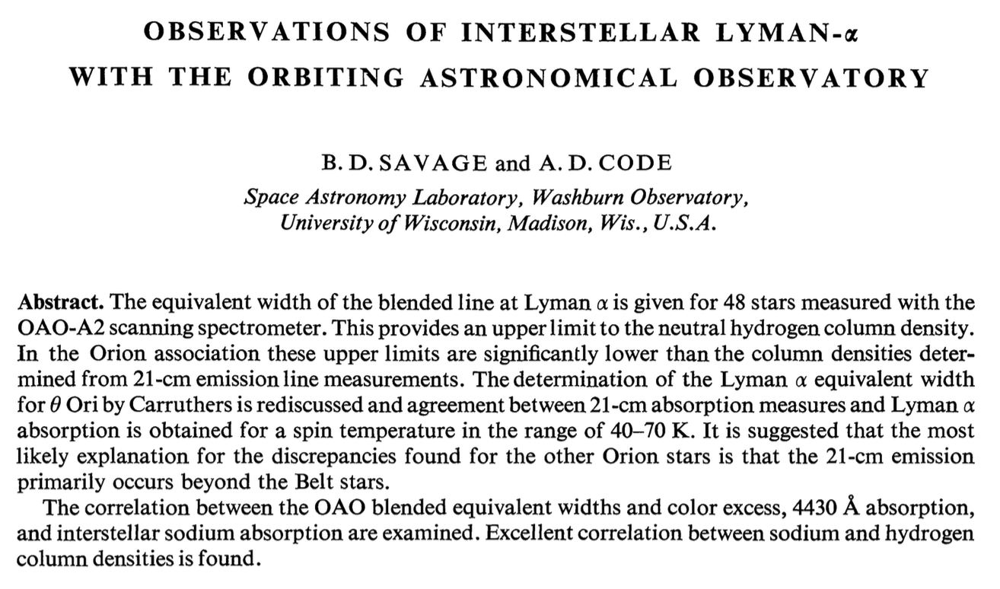 OBSERVATIONS OF INTERSTELLAR LYMAN-α
WITH THE ORBITING ASTRONOMICAL OBSERVATORY
B. D. SAVAGE and A. D. CODE
Space Astronomy Laboratory, Washburn Observatory,
University of Wisconsin, Madison, Wis., U.S.A.
Abstract. The equivalent width of the blended line at Lyman α is given for 48 stars measured with the
OAO-A2 scanning spectrometer. This provides an upper limit to the neutral hydrogen column density.
In the Orion association these upper limits are significantly lower than the column densities deter-
mined from 21-cm emission line measurements. The determination of the Lyman α equivalent width
for θ Ori by Carruthers is rediscussed and agreement between 21-cm absorption measures and Lyman α
absorption is obtained for a spin temperature in the range of 40–70 K. It is suggested that the most
likely explanation for the discrepancies found for the other Orion stars is that the 21-cm emission
primarily occurs beyond the Belt stars.
The correlation between the OAO blended equivalent widths and color excess, 4430 Å absorption,
and interstellar sodium absorption are examined. Excellent correlation between sodium and hydrogen
column densities is found.